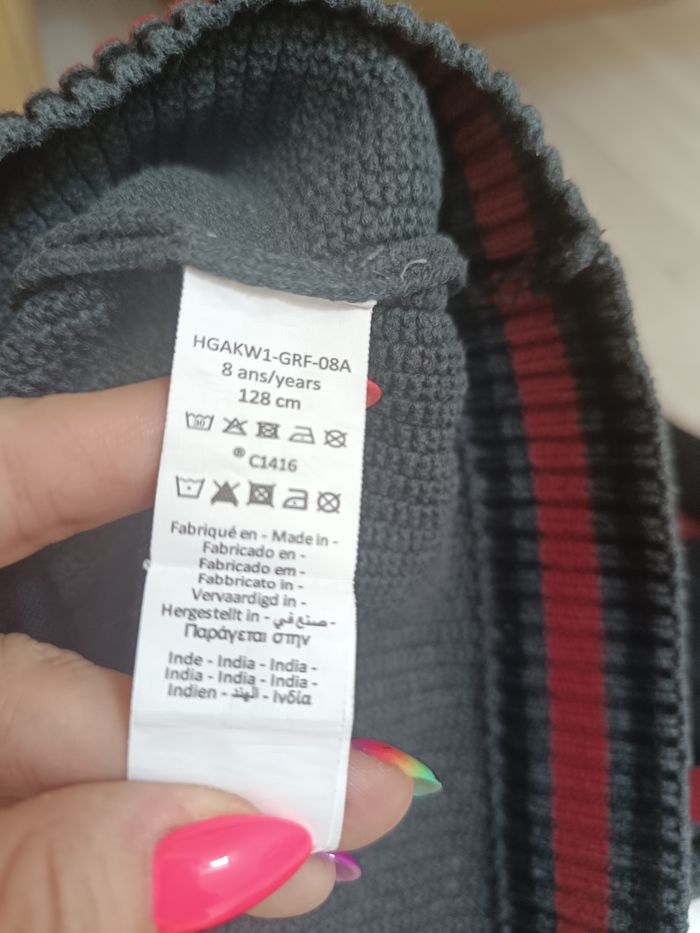 HGAKW1-GRF-08A
8 ans/years
128 cm
30
® C1416
Fabriqué en - Made in -
Fabricado en -
Fabricado em -
Fabbricato in -
Vervaardigd in -
Hergestellt in - صنع في -
Παράγεται στην
Inde - India - India -
India - India - India -
Indien - الهند - Ινδία